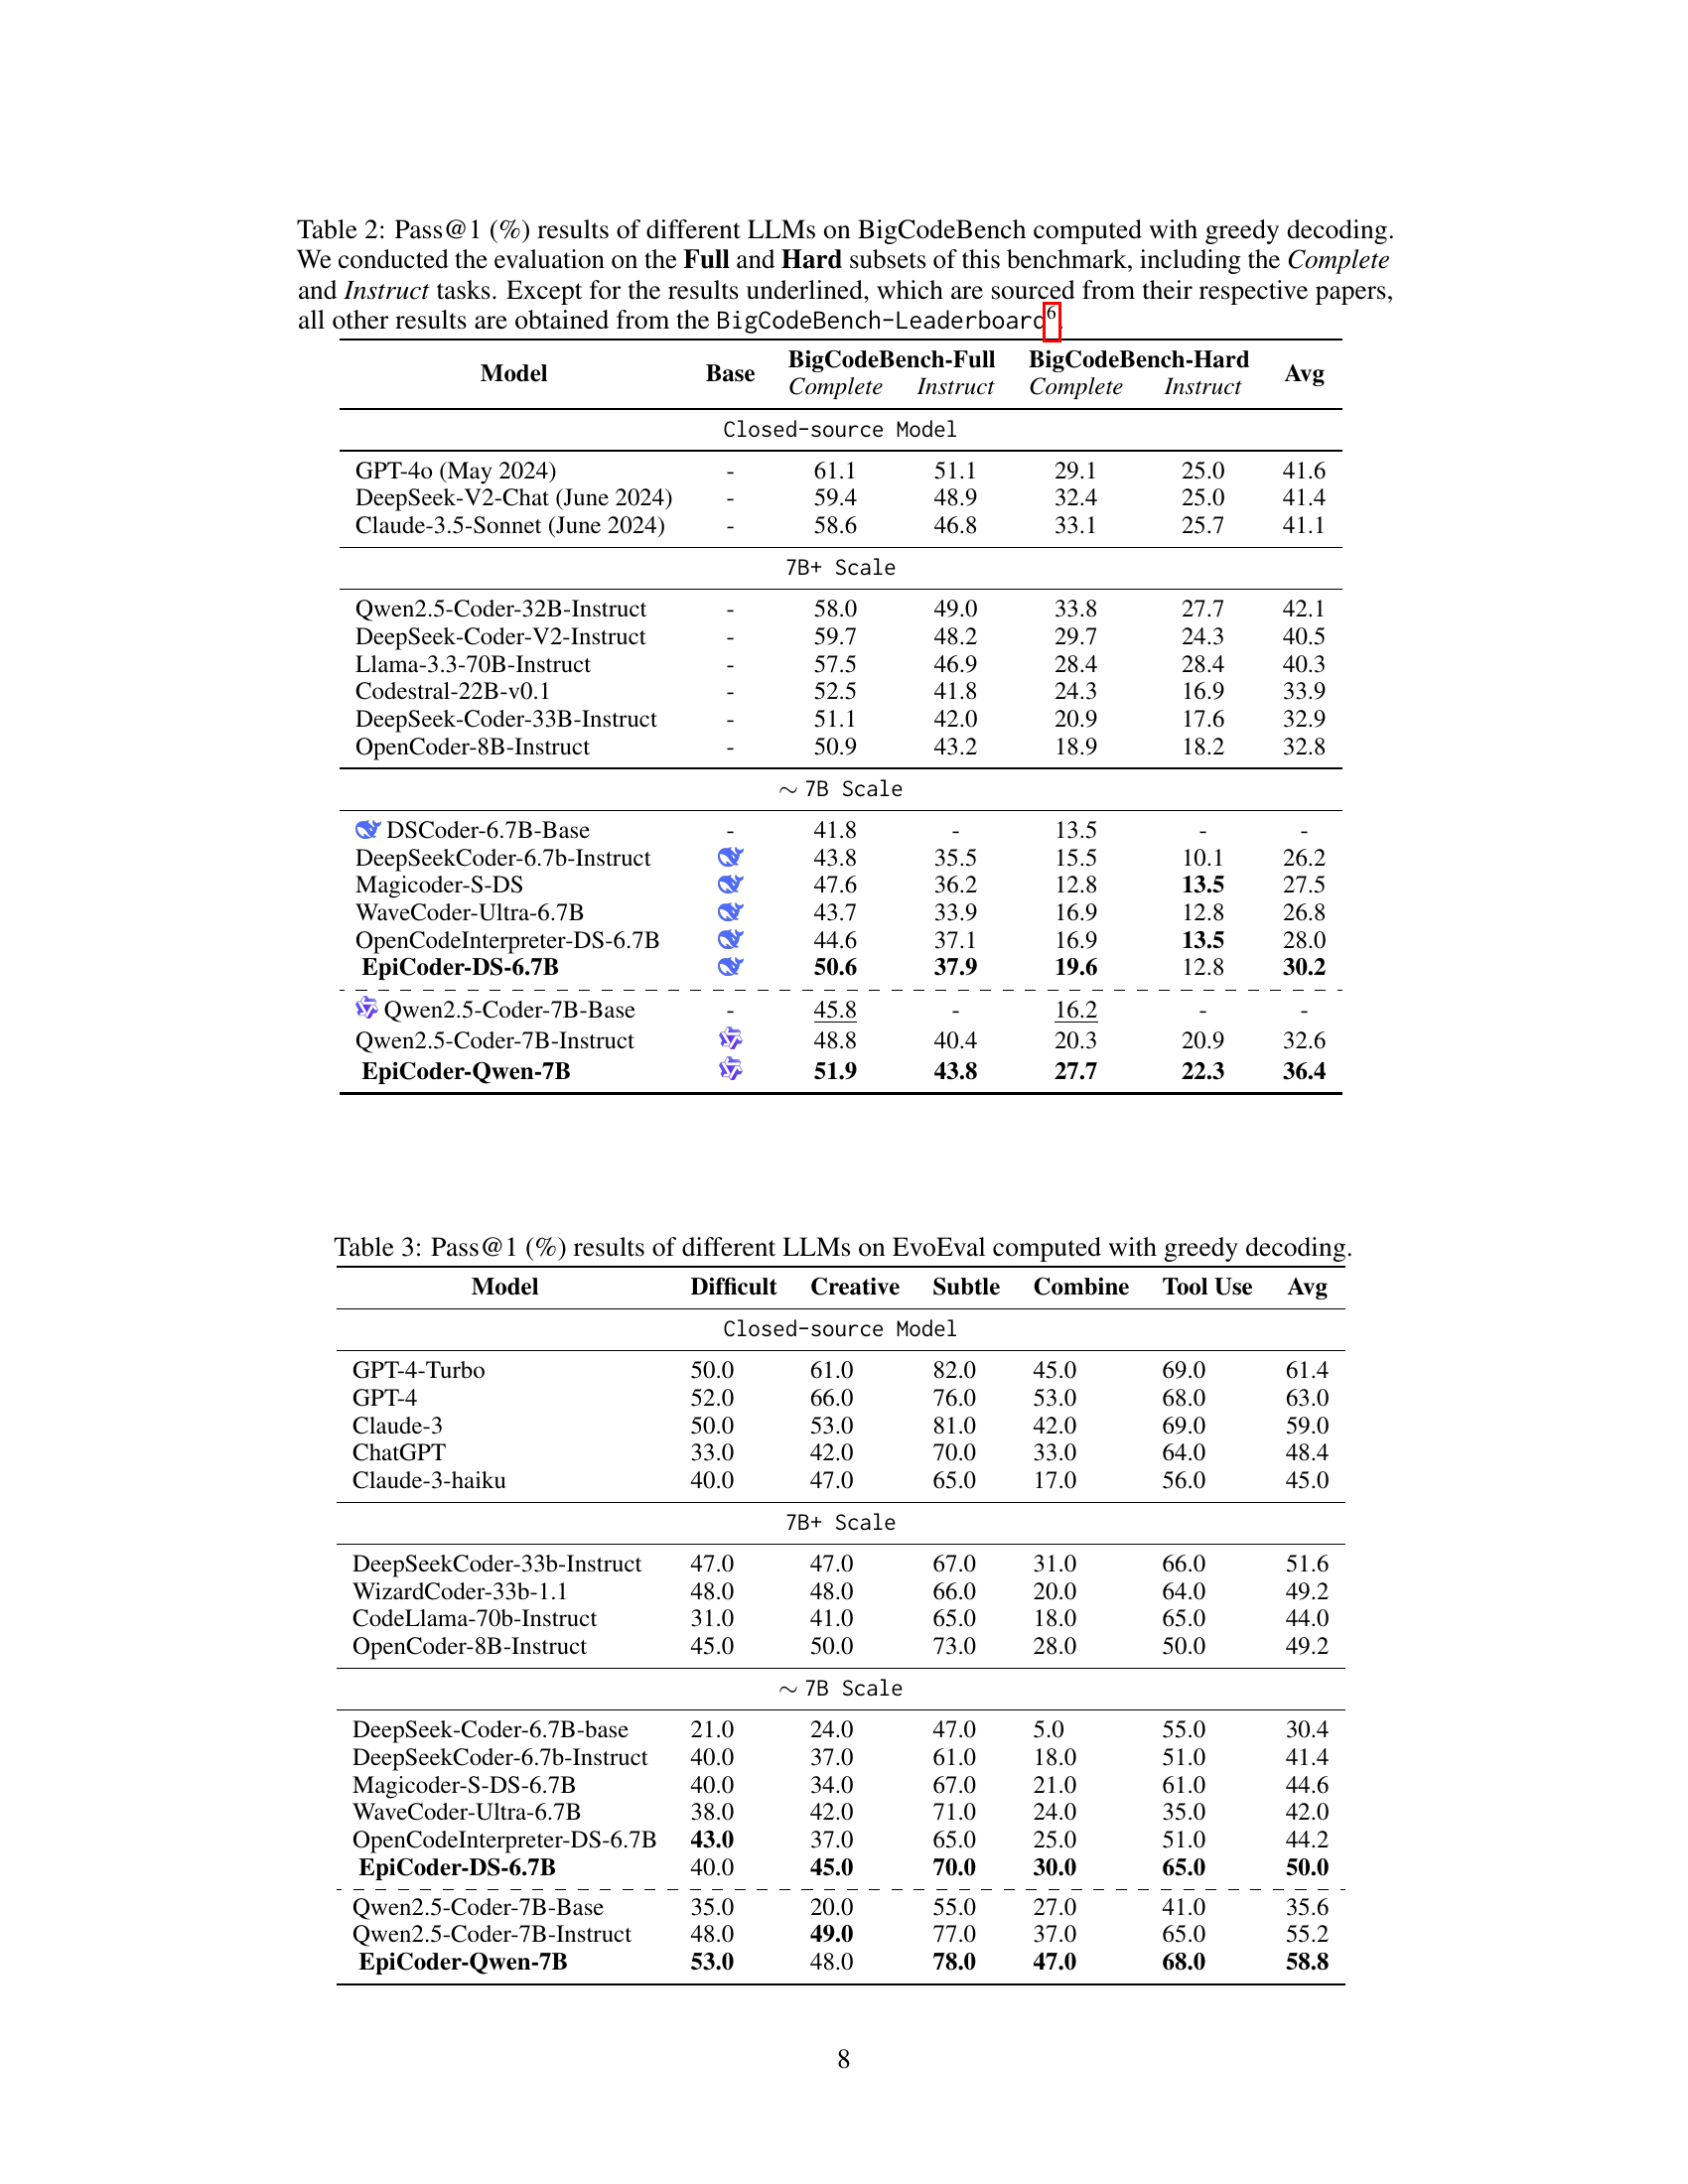 Table 2: Pass@1 (%) results of different LLMs on BigCodeBench computed with greedy decoding.
We conducted the evaluation on the Full and Hard subsets of this benchmark, including the Complete
and Instruct tasks. Except for the results underlined, which are sourced from their respective papers,
all other results are obtained from the BigCodeBench-Leaderboard6.
Model Base BigCodeBench-Full BigCodeBench-Hard Avg
Complete Instruct Complete Instruct
Closed-source Model
GPT-4o (May 2024) - 61.1 51.1 29.1 25.0 41.6
DeepSeek-V2-Chat (June 2024) - 59.4 48.9 32.4 25.0 41.4
Claude-3.5-Sonnet (June 2024) - 58.6 46.8 33.1 25.7 41.1
7B+ Scale
Qwen2.5-Coder-32B-Instruct - 58.0 49.0 33.8 27.7 42.1
DeepSeek-Coder-V2-Instruct - 59.7 48.2 29.7 24.3 40.5
Llama-3.3-70B-Instruct - 57.5 46.9 28.4 28.4 40.3
Codestral-22B-v0.1 - 52.5 41.8 24.3 16.9 33.9
DeepSeek-Coder-33B-Instruct - 51.1 42.0 20.9 17.6 32.9
OpenCoder-8B-Instruct - 50.9 43.2 18.9 18.2 32.8
~ 7B Scale
DSCoder-6.7B-Base - 41.8 - 13.5 - -
DeepSeekCoder-6.7b-Instruct 43.8 35.5 15.5 10.1 26.2
Magicoder-S-DS 47.6 36.2 12.8 13.5 27.5
WaveCoder-Ultra-6.7B 43.7 33.9 16.9 12.8 26.8
OpenCodeInterpreter-DS-6.7B 44.6 37.1 16.9 13.5 28.0
EpiCoder-DS-6.7B 50.6 37.9 19.6 12.8 30.2
Qwen2.5-Coder-7B-Base - 45.8 - 16.2 - -
Qwen2.5-Coder-7B-Instruct 48.8 40.4 20.3 20.9 32.6
EpiCoder-Qwen-7B 51.9 43.8 27.7 22.3 36.4
Table 3: Pass@1 (%) results of different LLMs on EvoEval computed with greedy decoding.
Model Difficult Creative Subtle Combine Tool Use Avg
Closed-source Model
GPT-4-Turbo 50.0 61.0 82.0 45.0 69.0 61.4
GPT-4 52.0 66.0 76.0 53.0 68.0 63.0
Claude-3 50.0 53.0 81.0 42.0 69.0 59.0
ChatGPT 33.0 42.0 70.0 33.0 64.0 48.4
Claude-3-haiku 40.0 47.0 65.0 17.0 56.0 45.0
7B+ Scale
DeepSeekCoder-33b-Instruct 47.0 47.0 67.0 31.0 66.0 51.6
WizardCoder-33b-1.1 48.0 48.0 66.0 20.0 64.0 49.2
CodeLlama-70b-Instruct 31.0 41.0 65.0 18.0 65.0 44.0
OpenCoder-8B-Instruct 45.0 50.0 73.0 28.0 50.0 49.2
~ 7B Scale
DeepSeek-Coder-6.7B-base 21.0 24.0 47.0 5.0 55.0 30.4
DeepSeekCoder-6.7b-Instruct 40.0 37.0 61.0 18.0 51.0 41.4
Magicoder-S-DS-6.7B 40.0 34.0 67.0 21.0 61.0 44.6
WaveCoder-Ultra-6.7B 38.0 42.0 71.0 24.0 35.0 42.0
OpenCodeInterpreter-DS-6.7B 43.0 37.0 65.0 25.0 51.0 44.2
EpiCoder-DS-6.7B 40.0 45.0 70.0 30.0 65.0 50.0
Qwen2.5-Coder-7B-Base 35.0 20.0 55.0 27.0 41.0 35.6
Qwen2.5-Coder-7B-Instruct 48.0 49.0 77.0 37.0 65.0 55.2
EpiCoder-Qwen-7B 53.0 48.0 78.0 47.0 68.0 58.8
8